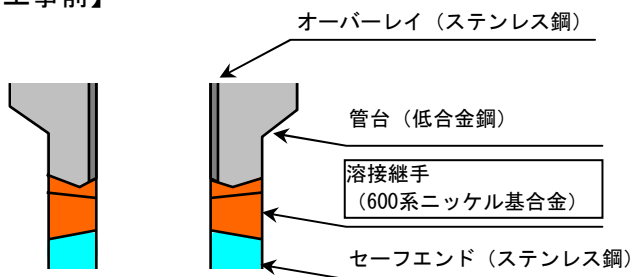 工事前】
オーバーレイ（ステンレス鋼）
管台（低合金鋼）
溶接継手
（600系ニッケル基合金）
セーフエンド（ステンレス鋼）